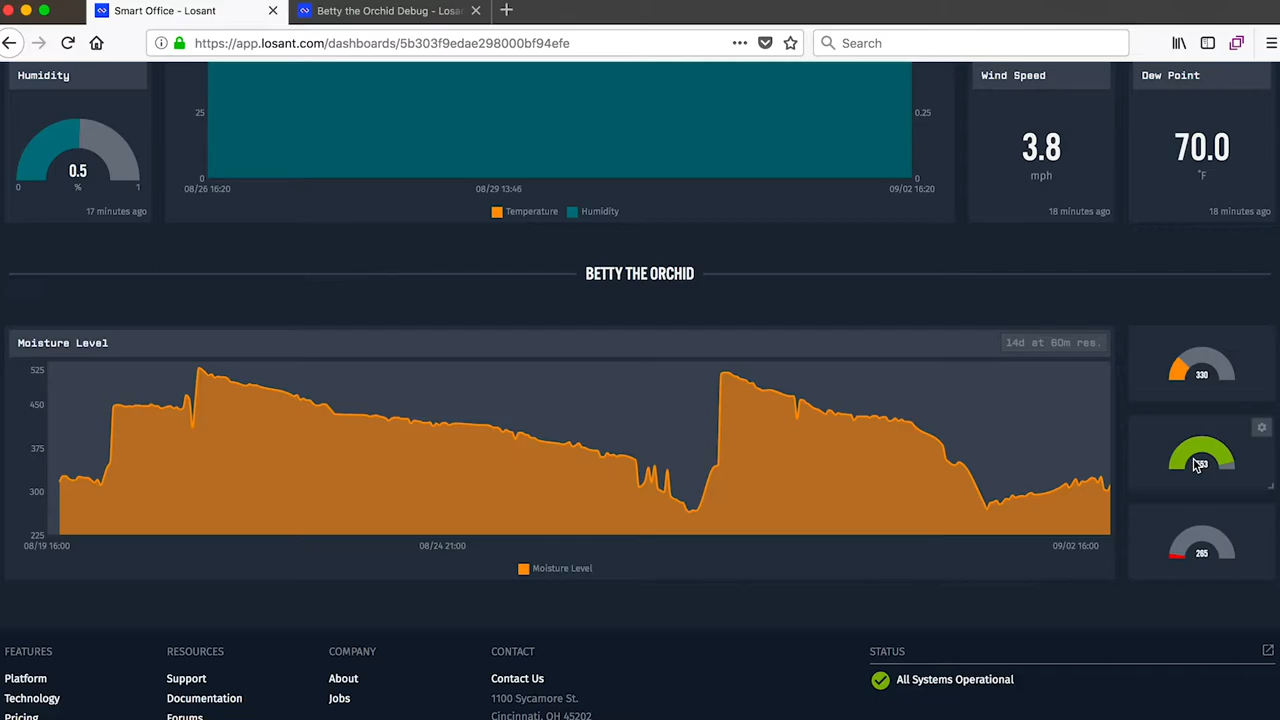 Smart Office - Losant
Betty the Orchid Debug - Losa
https://app.losant.com/dashboards/5b303f9edae298000bf94efe
Search
Humidity
0.5
0 % 1
17 minutes ago
25
0
0.25
0
08/26 16:20
08/29 13:46
09/02 16:20
Temperature
Humidity
Wind Speed
3.8
mph
18 minutes ago
Dew Point
70.0
°F
18 minutes ago
BETTY THE ORCHID
Moisture Level
14d at 60m res.
525
450
375
300
225
08/19 16:00
08/24 21:00
09/02 16:00
Moisture Level
330
265
FEATURES
Platform
Technology
Pricing
RESOURCES
Support
Documentation
Forums
COMPANY
About
Jobs
CONTACT
Contact Us
1100 Sycamore St.
Cincinnati, OH 45202
STATUS
All Systems Operational